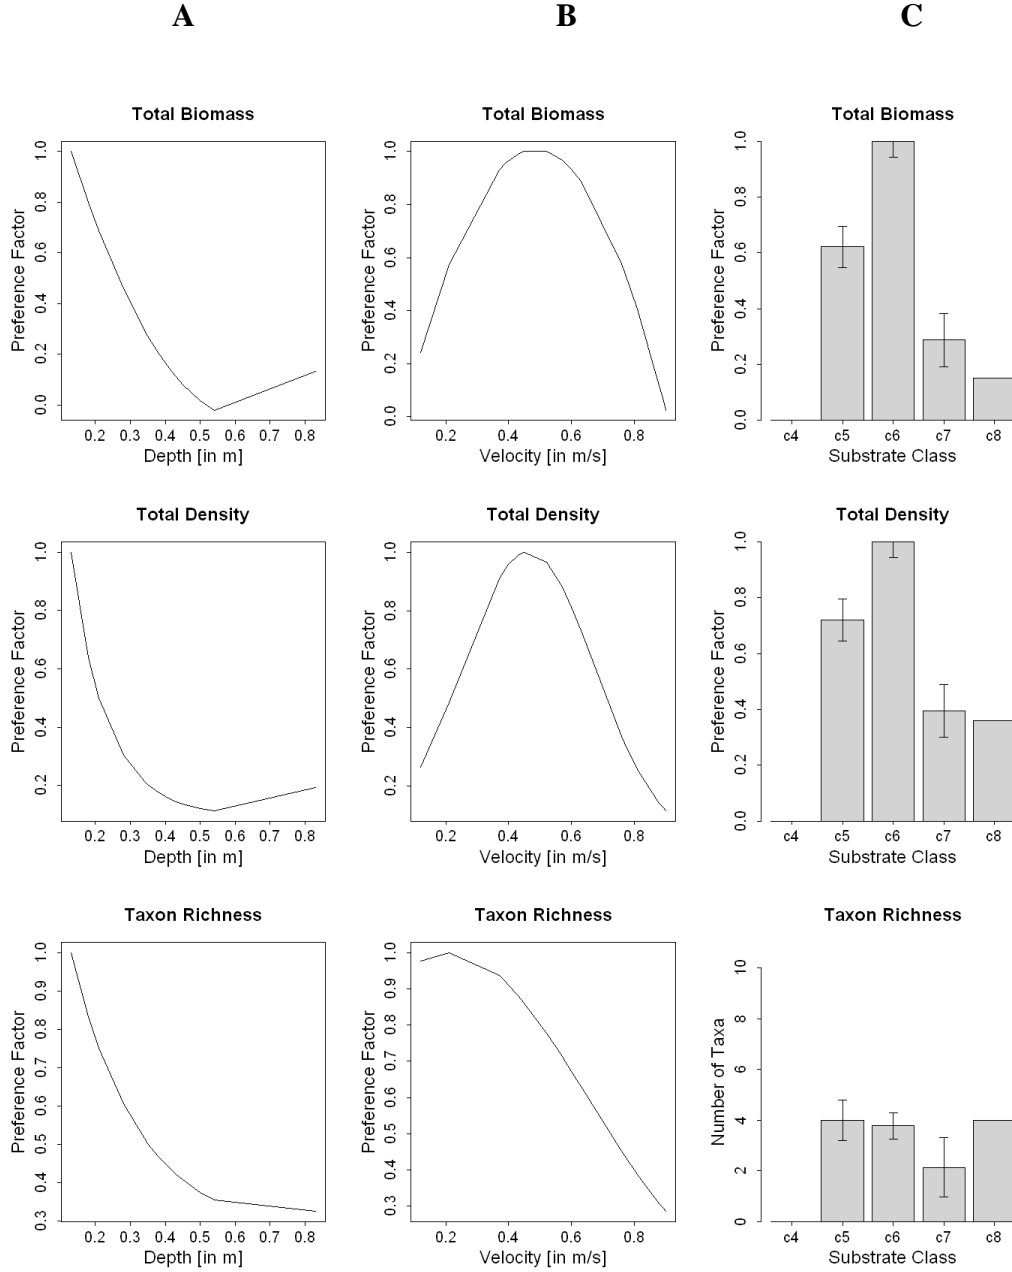 A B C
Total Biomass Total Biomass Total Biomass
Preference Factor
0.0 0.2 0.4 0.6 0.8 1.0
0.2 0.3 0.4 0.5 0.6 0.7 0.8
Depth [in m]
Preference Factor
0.0 0.2 0.4 0.6 0.8 1.0
0.2 0.4 0.6 0.8
Velocity [in m/s]
Preference Factor
0.0 0.2 0.4 0.6 0.8 1.0
c4 c5 c6 c7 c8
Substrate Class
Total Density Total Density Total Density
Preference Factor
0.2 0.4 0.6 0.8 1.0
0.2 0.3 0.4 0.5 0.6 0.7 0.8
Depth [in m]
Preference Factor
0.2 0.4 0.6 0.8 1.0
0.2 0.4 0.6 0.8
Velocity [in m/s]
Preference Factor
0.0 0.2 0.4 0.6 0.8 1.0
c4 c5 c6 c7 c8
Substrate Class
Taxon Richness Taxon Richness Taxon Richness
Preference Factor
0.3 0.4 0.5 0.6 0.7 0.8 0.9 1.0
0.2 0.3 0.4 0.5 0.6 0.7 0.8
Depth [in m]
Preference Factor
0.3 0.4 0.5 0.6 0.7 0.8 0.9 1.0
0.2 0.4 0.6 0.8
Velocity [in m/s]
Number of Taxa
0 2 4 6 8 10
c4 c5 c6 c7 c8
Substrate Class